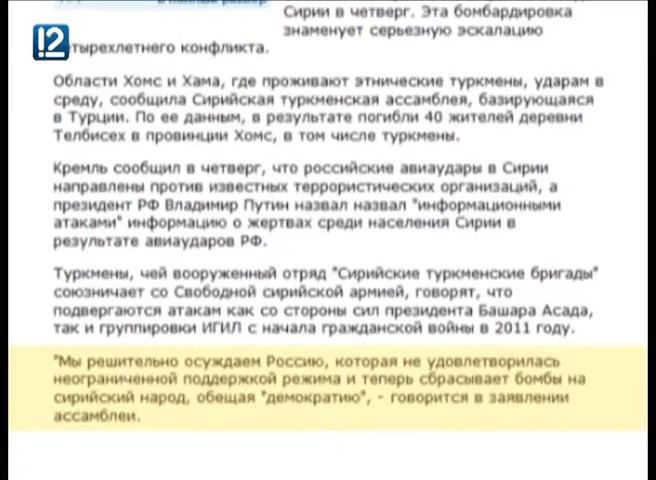 Сирии в четверг. Эта бомбардировка
12
знаменует серьезную эскалацию
тырехлетнего конфликта.
Области Хомс и Хама, где проживают этнические туркмены, ударам в
среду, сообщила Сирийская туркменская ассамблея, базирующаяся
в Турции. По ее данным, в результате погибли 40 жителей деревни
Телбисех в провинции Хомс, в том числе туркмены.
Кремль сообщил в четверг, что российские авиаудары в Сирии
направлены против известных террористических организаций, а
президент РФ Владимир Путин назвал назвал "информационными
атаками" информацию о жертвах среди населения Сирии в
результате авиаударов РФ.
Туркмены, чей вооруженный отряд "Сирийские туркменские бригады"
союзничает со Свободной сирийской армией, говорят, что
подвергаются атакам как со стороны сил президента Башара Асада,
так и группировки ИГИЛ с начала гражданской войны в 2011 году.
"Мы решительно осуждаем Россию, которая не удовлетворилась
неограниченной поддержкой режима и теперь сбрасывает бомбы на
сирийский народ, обещая "демократию", - говорится в заявлении
ассамблеи.